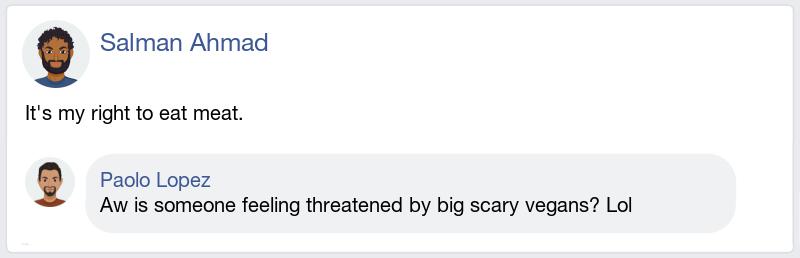 Salman Ahmad
It's my right to eat meat.
Paolo Lopez
Aw is someone feeling threatened by big scary vegans? Lol